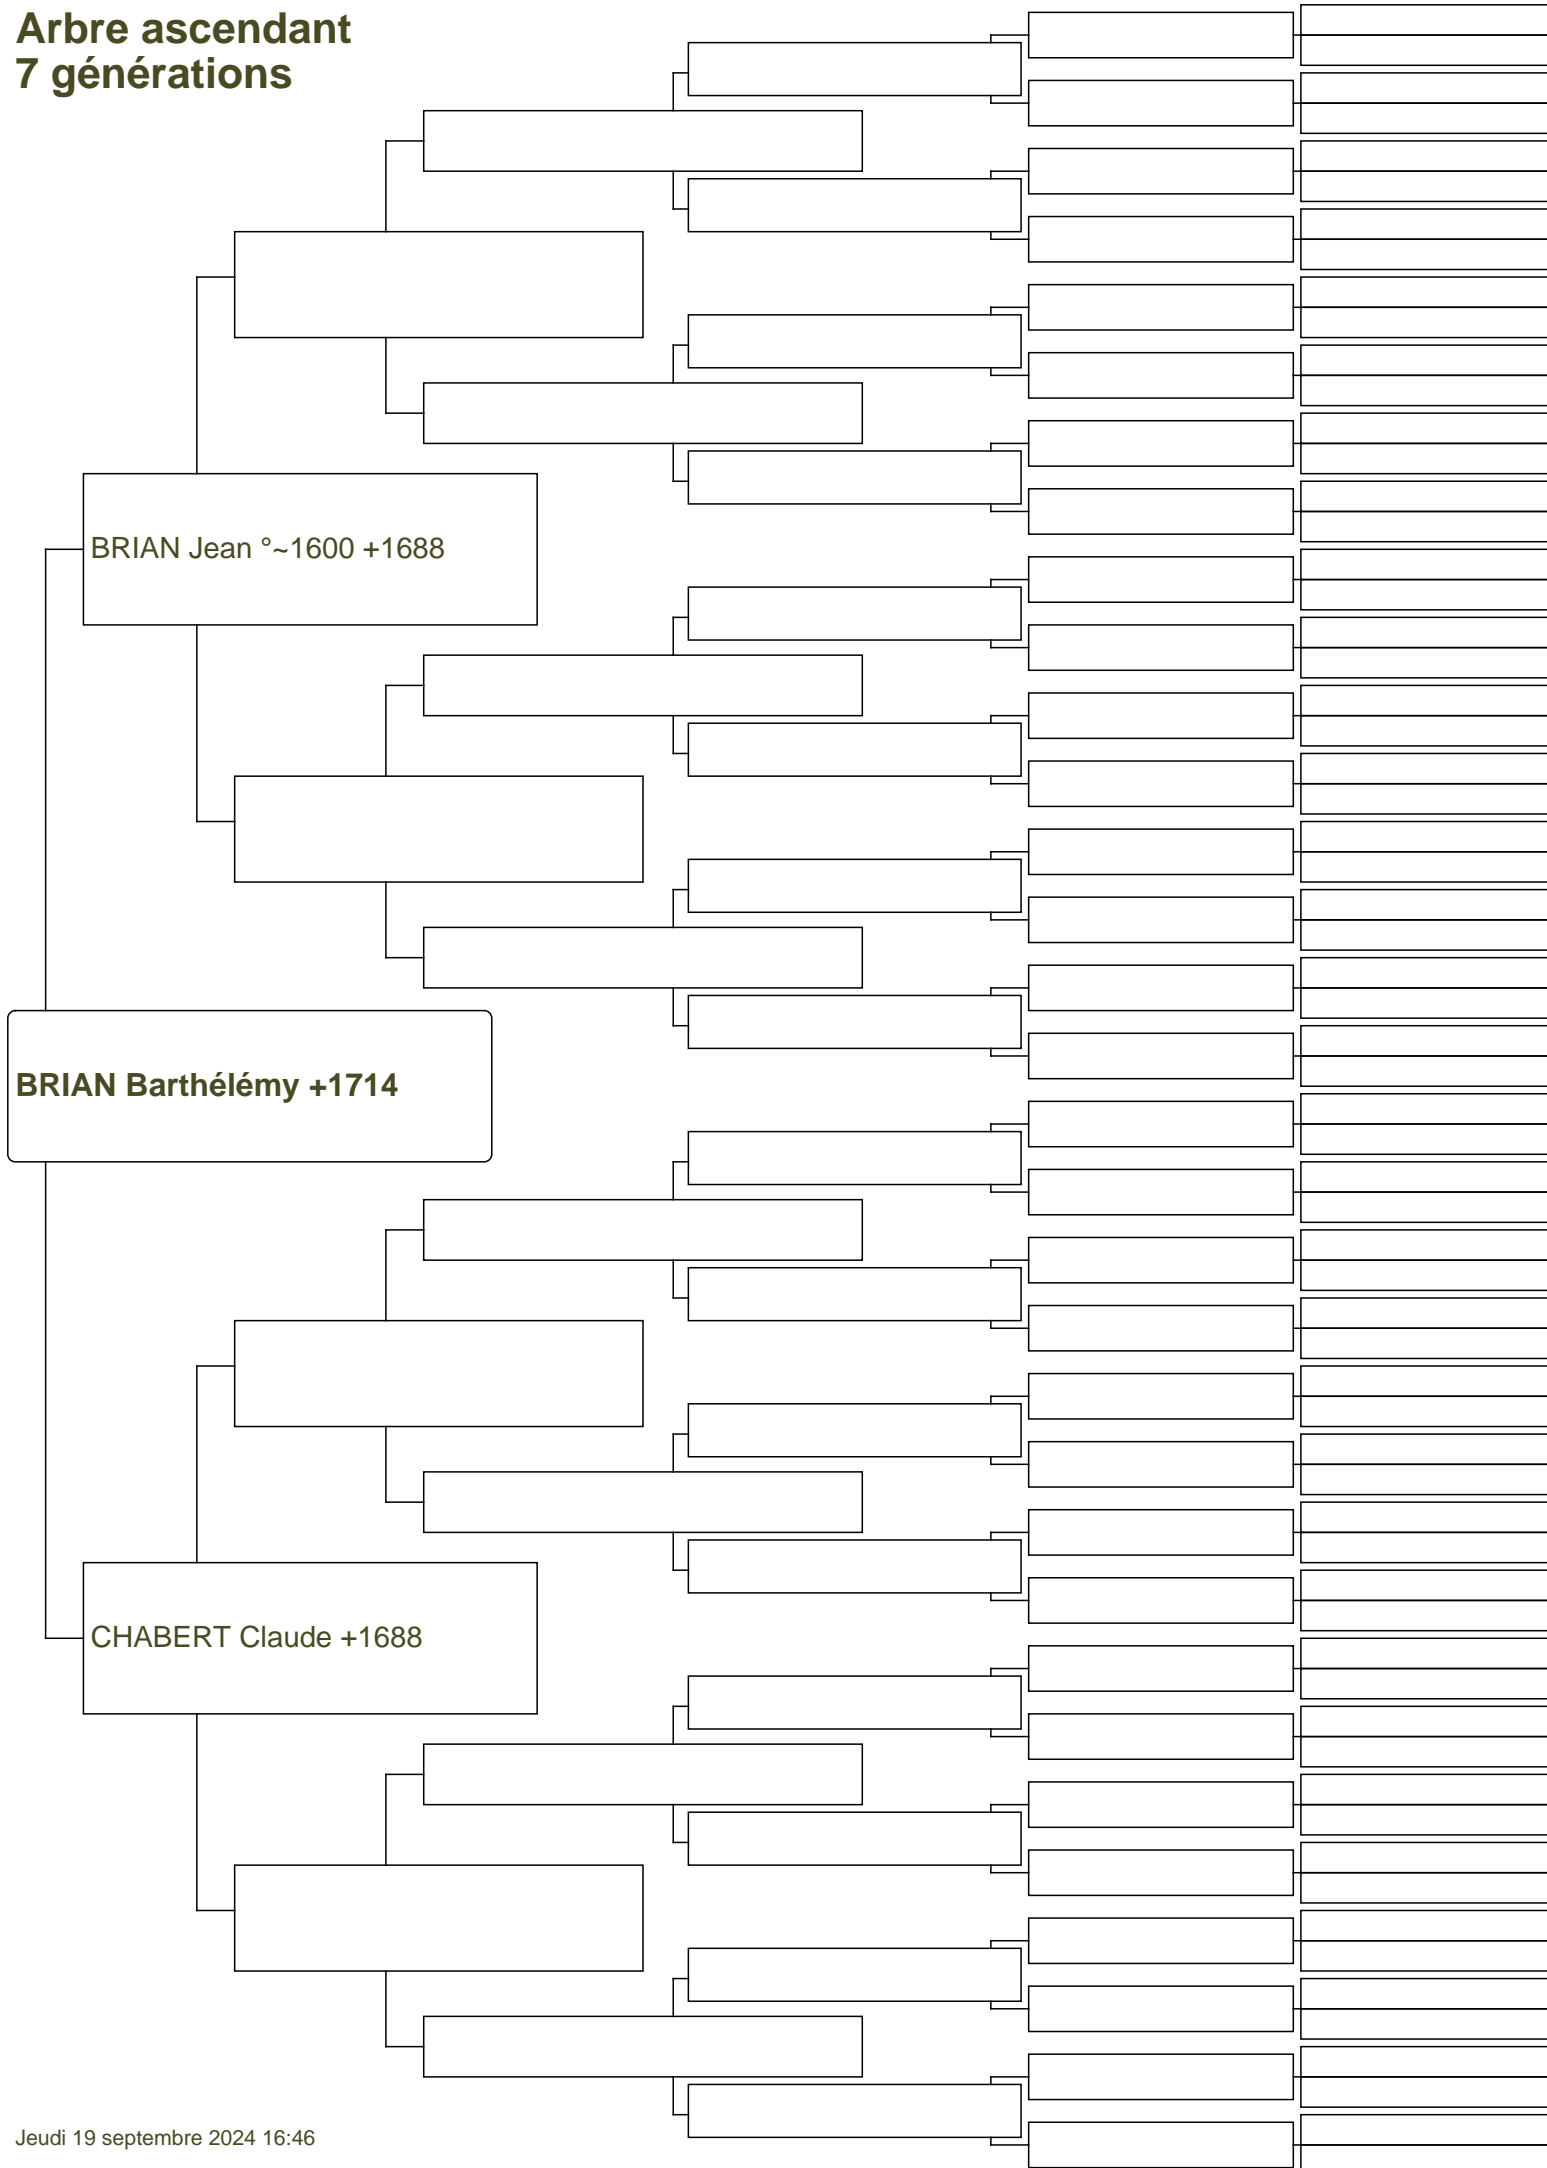 Arbre ascendant
7 générations
BRIAN Jean °~1600 +1688
BRIAN Barthélémy +1714
CHABERT Claude +1688
Jeudi 19 septembre 2024 16:46